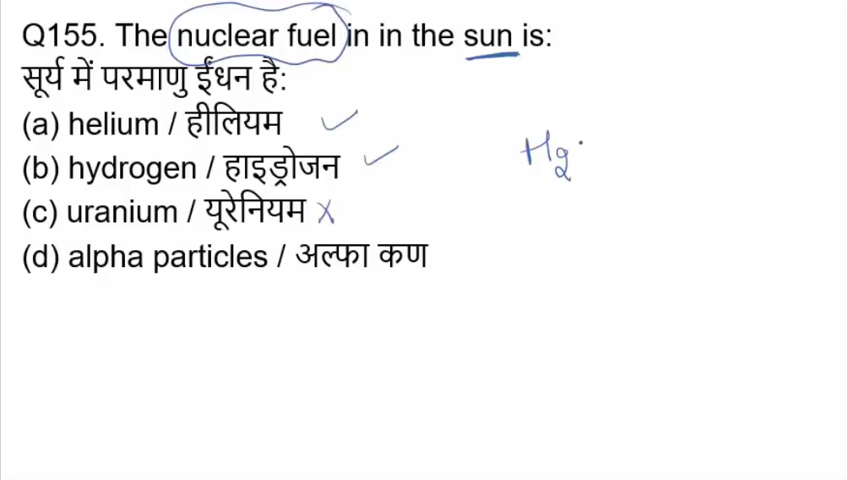 Q155. The nuclear fuel in in the sun is:
सूर्य में परमाणु ईंधन है:
(a) helium / हीलियम
(b) hydrogen / हाइड्रोजन
(c) uranium / यूरेनियम
(d) alpha particles / अल्फा कण